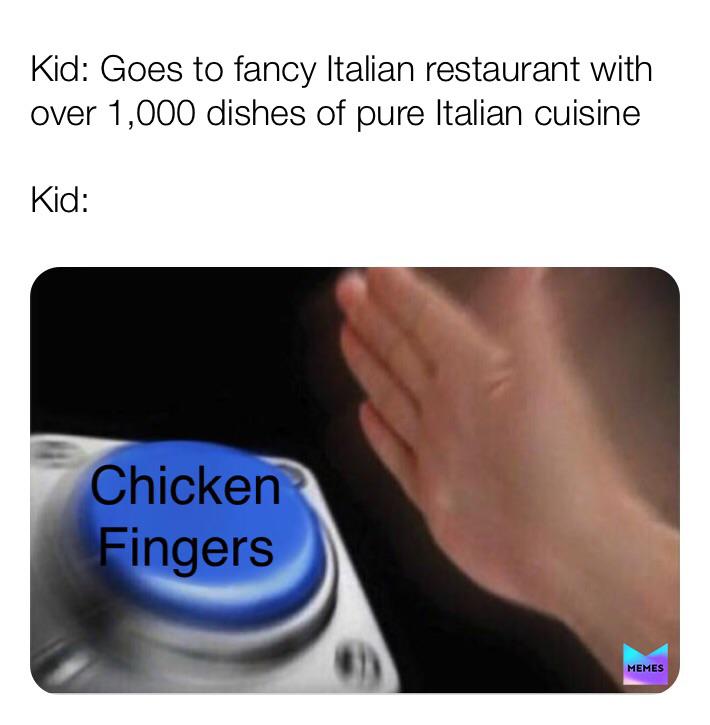 Kid: Goes to fancy Italian restaurant with
over 1,000 dishes of pure Italian cuisine
Kid:
Chicken
Fingers
MEMES